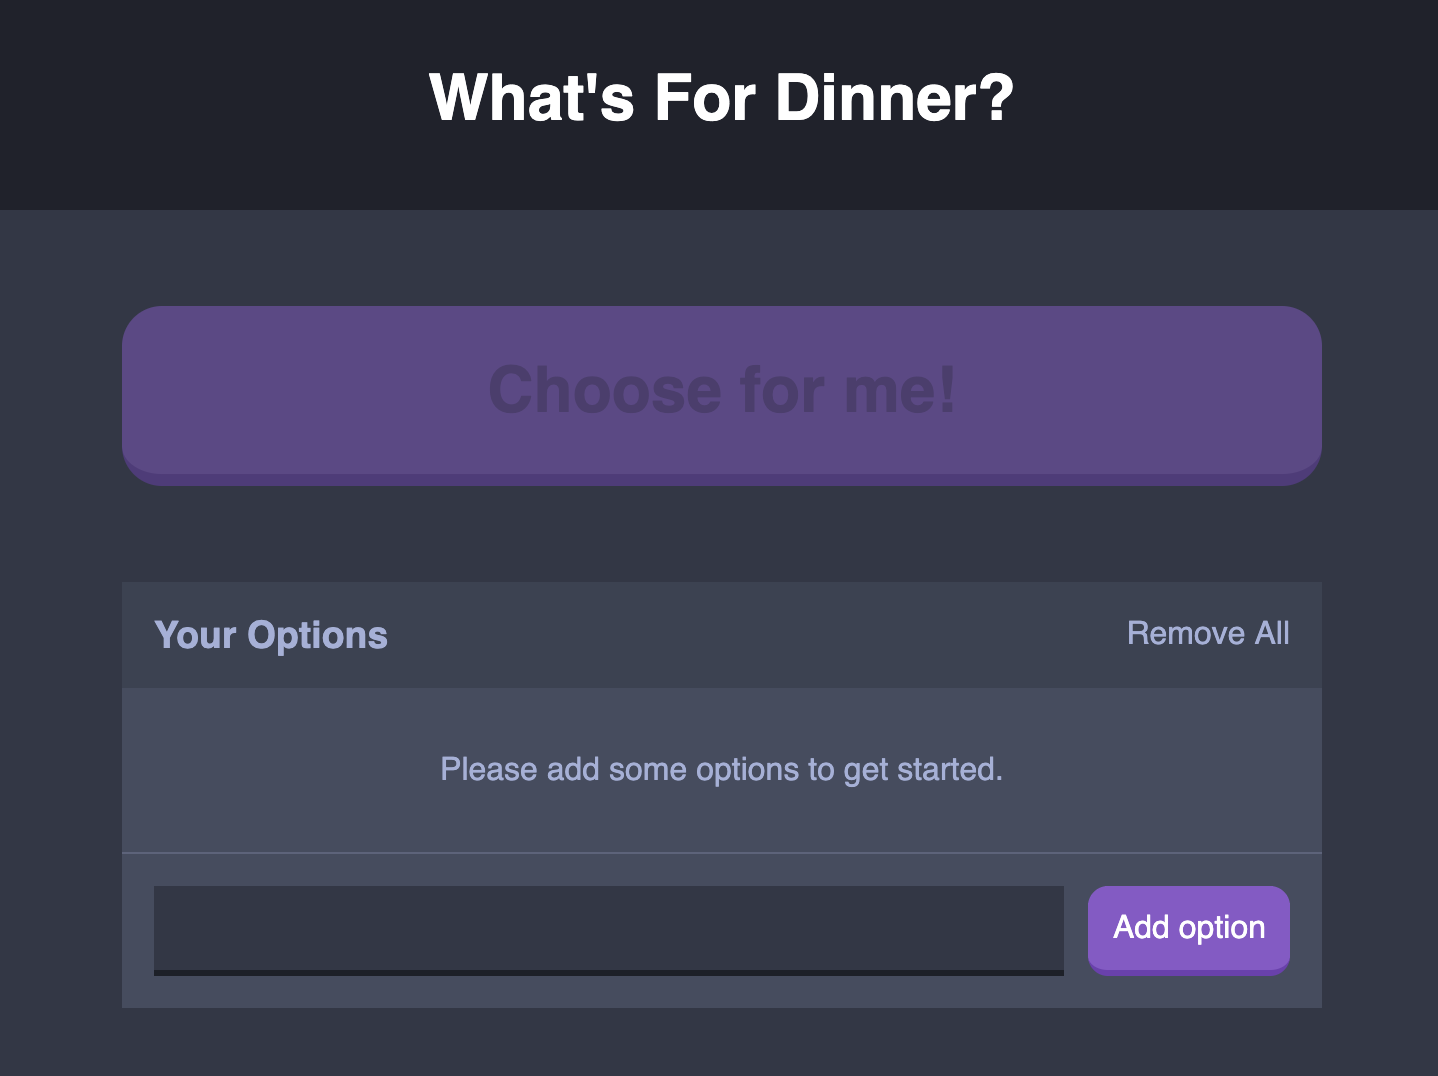 What's For Dinner?
Choose for me!
Your Options
Remove All
Please add some options to get started.
Add option